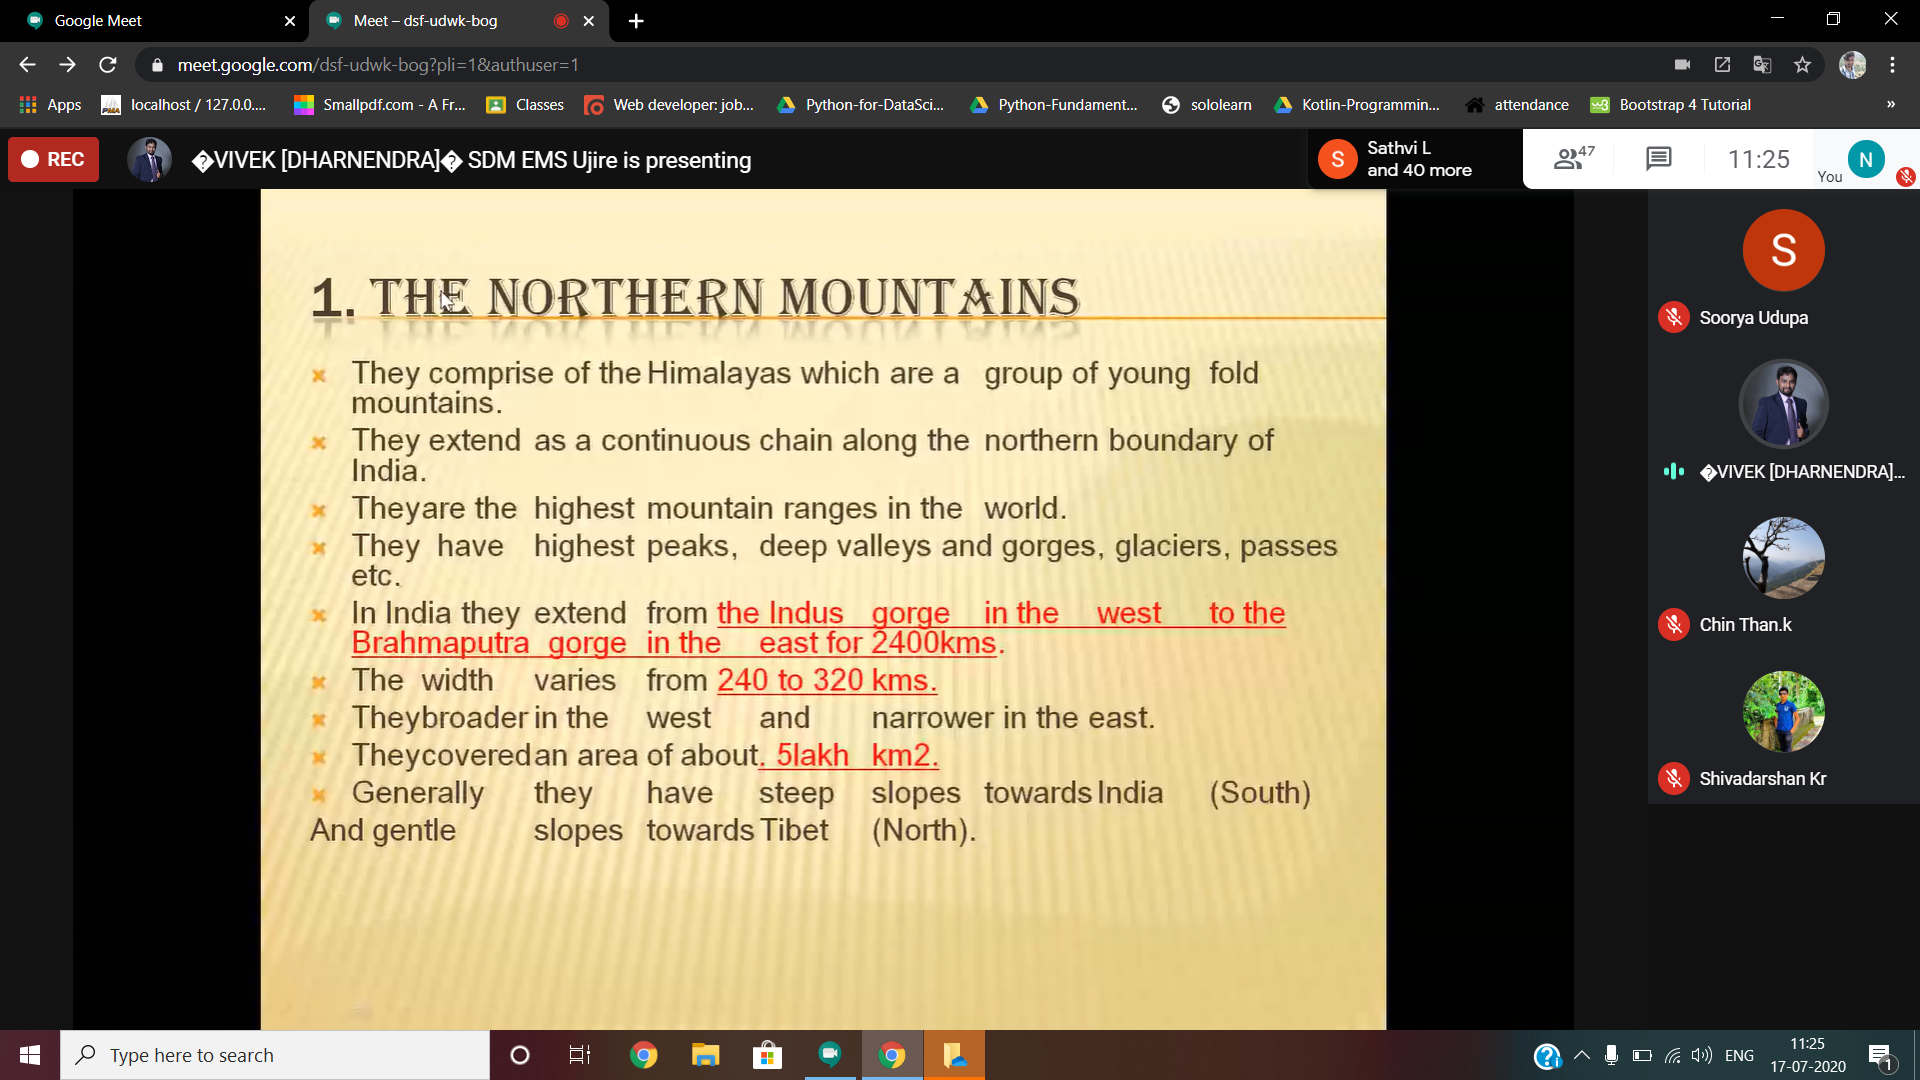 Google Meet
Meet – dsf-udwk-bog
meet.google.com/dsf-udwk-bog?pli=1&authuser=1
Apps localhost / 127.0.0.... Smallpdf.com - A Fr... Classes Web developer: job... Python-for-DataSci... Python-Fundament... sololearn Kotlin-Programmin... attendance Bootstrap 4 Tutorial »
REC �VIVEK [DHARNENDRA]� SDM EMS Ujire is presenting
S Sathvi L
and 40 more
47 11:25 You N
1. THE NORTHERN MOUNTAINS
They comprise of the Himalayas which are a group of young fold
mountains.
They extend as a continuous chain along the northern boundary of
India.
Theyare the highest mountain ranges in the world.
They have highest peaks, deep valleys and gorges, glaciers, passes
etc.
In India they extend from the Indus gorge in the west to the
Brahmaputra gorge in the east for 2400kms.
The width varies from 240 to 320 kms.
Theybroader in the west and narrower in the east.
Theycovered an area of about. 5lakh km2.
Generally they have steep slopes towards India (South)
And gentle slopes towards Tibet (North).
S
Soorya Udupa
�VIVEK [DHARNENDRA]...
Chin Than.k
Shivadarshan Kr
Type here to search
ENG
11:25
17-07-2020
1